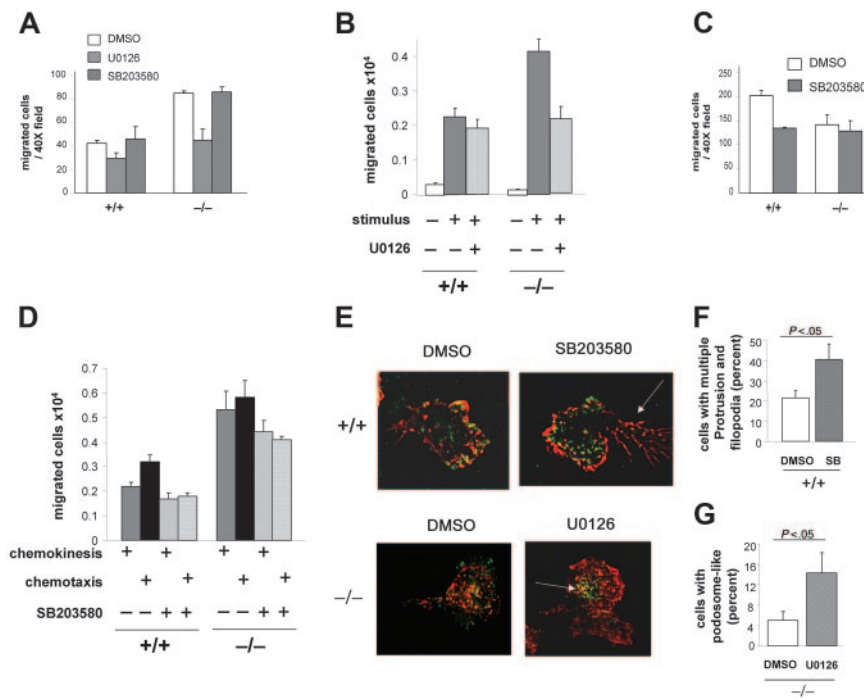 A
DMSO
U0126
SB203580
migrated cells
/ 40X field
100
80
60
40
20
0
+/+
–/–
B
migrated cells x10⁴
0.4
0.3
0.2
0.1
0
stimulus – + + – + +
U0126 – – + – – +
+/+
–/–
C
DMSO
SB203580
migrated cells
/ 40X field
250
200
150
100
50
0
+/+
–/–
D
migrated cells x10⁴
0.7
0.6
0.5
0.4
0.3
0.2
0.1
0
chemokinesis + + + +
chemotaxis + + + +
SB203580 – – + + – – + +
+/+
–/–
E
DMSO
SB203580
+/+
DMSO
U0126
–/–
F
P<.05
cells with multiple
Protrusion and
filopodia (percent)
50
40
30
20
10
0
DMSO SB
+/+
G
P<.05
cells with
podosome-like
(percent)
20
16
12
8
4
0
DMSO U0126
–/–